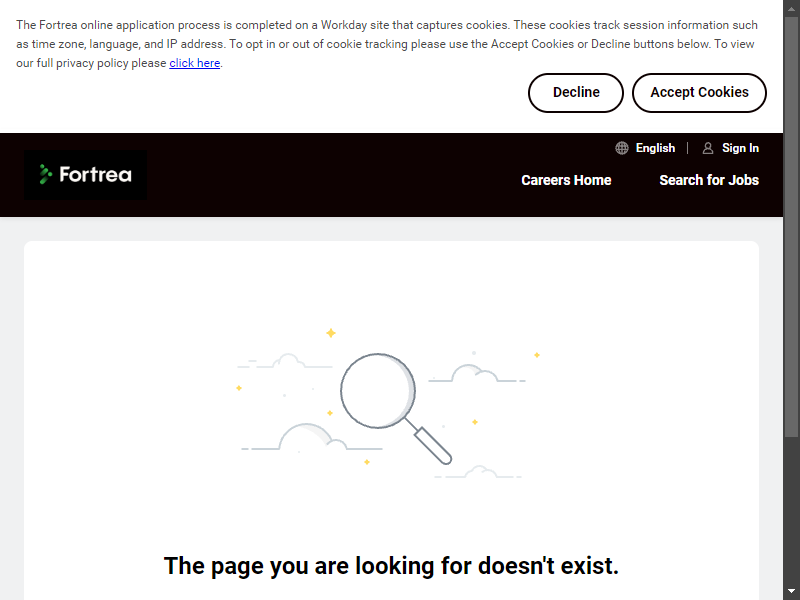 The Fortrea online application process is completed on a Workday site that captures cookies. These cookies track session information such
as time zone, language, and IP address. To opt in or out of cookie tracking please use the Accept Cookies or Decline buttons below. To view
our full privacy policy please click here.
Decline
Accept Cookies
English
Sign In
Fortrea
Careers Home
Search for Jobs
The page you are looking for doesn't exist.